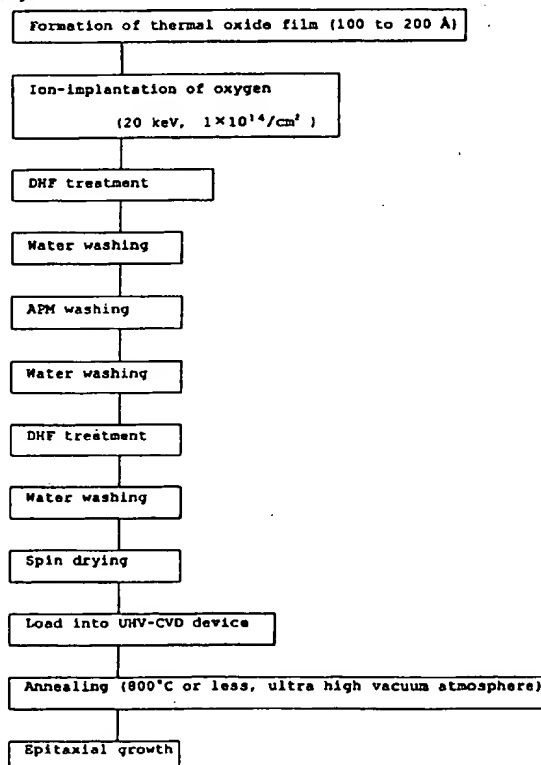 Formation of thermal oxide film (100 to 200 Å)
Ion-implantation of oxygen
(20 keV, 1×10¹⁴/cm²)
DHF treatment
Water washing
APM washing
Water washing
DHF treatment
Water washing
Spin drying
Load into UHV-CVD device
Annealing (800°C or less, ultra high vacuum atmosphere)
Epitaxial growth